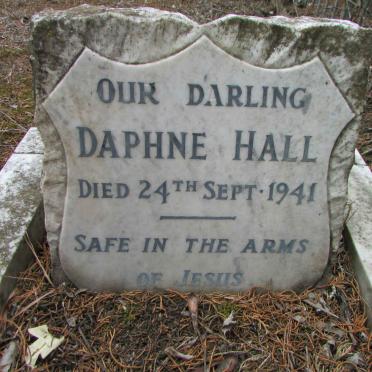 OUR DARLING
DAPHNE HALL
DIED 24TH SEPT. 1941
SAFE IN THE ARMS
OF JESUS